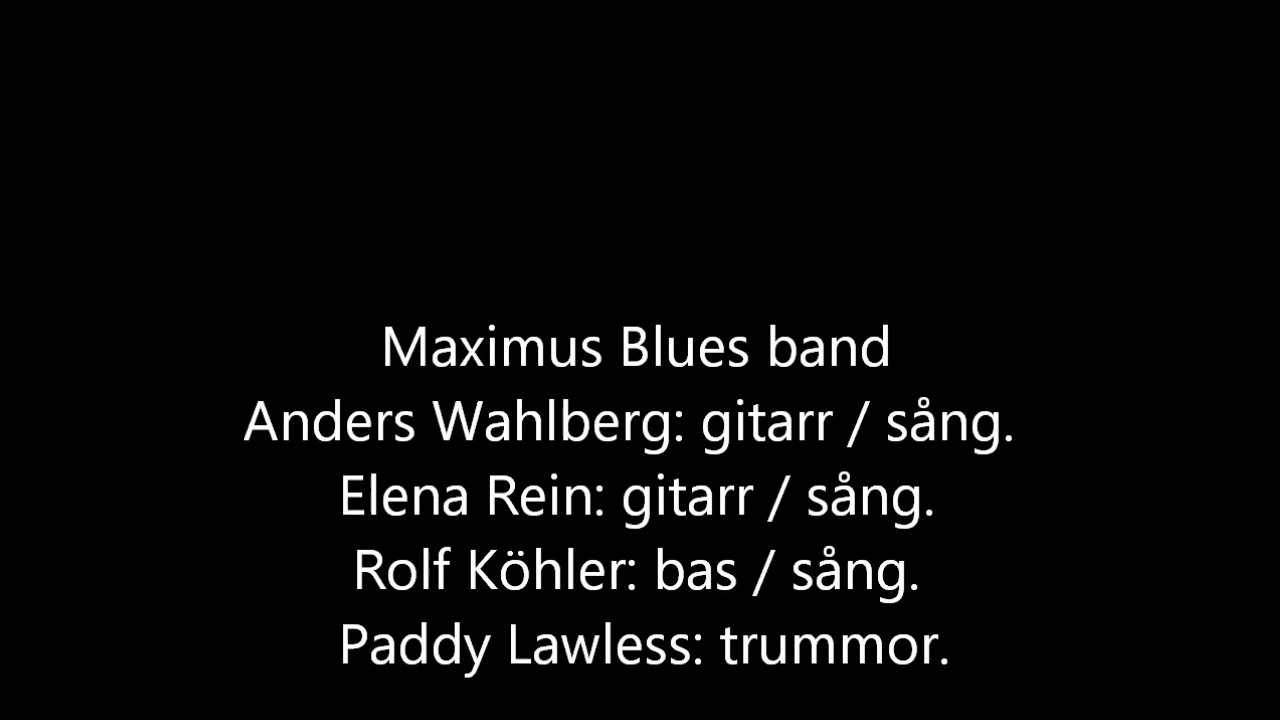 Maximus Blues band
Anders Wahlberg: gitarr / sång.
Elena Rein: gitarr / sång.
Rolf Köhler: bas / sång.
Paddy Lawless: trummor.